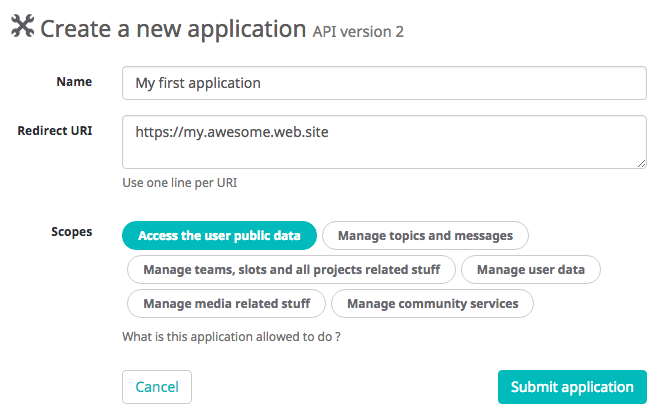 Create a new application API version 2
Name
My first application
Redirect URI
https://my.awesome.web.site
Use one line per URI
Scopes
Access the user public data
Manage topics and messages
Manage teams, slots and all projects related stuff
Manage user data
Manage media related stuff
Manage community services
What is this application allowed to do ?
Cancel
Submit application